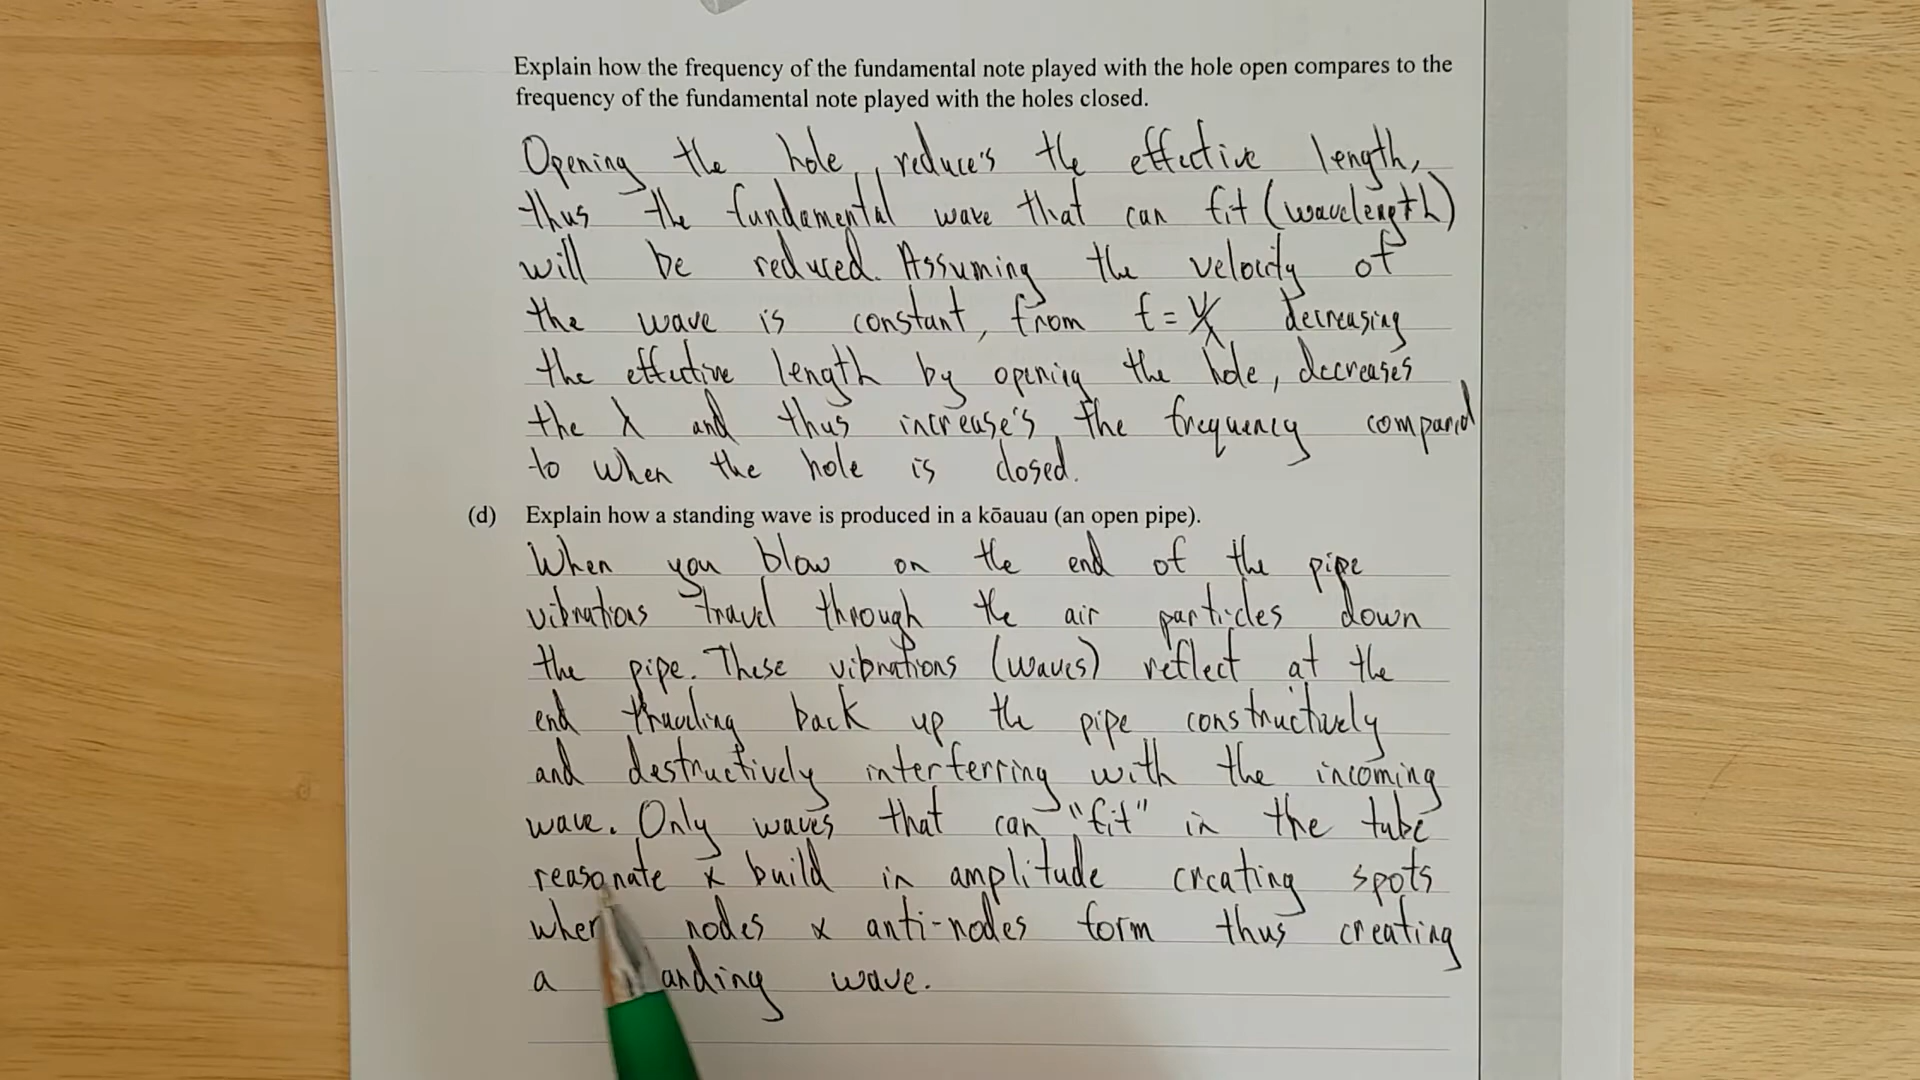 Explain how the frequency of the fundamental note played with the hole open compares to the
frequency of the fundamental note played with the holes closed.
Opening the hole, reduce's the effective length,
thus the fundamental wave that can fit (wavelength)
will be reduced. Assuming the velocity of
the wave is constant, from f = V/λ decreasing
the effective length by opening the hole, decreases
the λ and thus increase's the frequency compared
to when the hole is closed.
(d) Explain how a standing wave is produced in a kōauau (an open pipe).
When you blow on the end of the pipe
vibrations travel through the air particles down
the pipe. These vibrations (waves) reflect at the
end traveling back up the pipe constructively
and destructively interferring with the incoming
wave. Only waves that can "fit" in the tube
reasonate & build in amplitude creating spots
wher nodes & anti-nodes form thus creating
a anding wave.